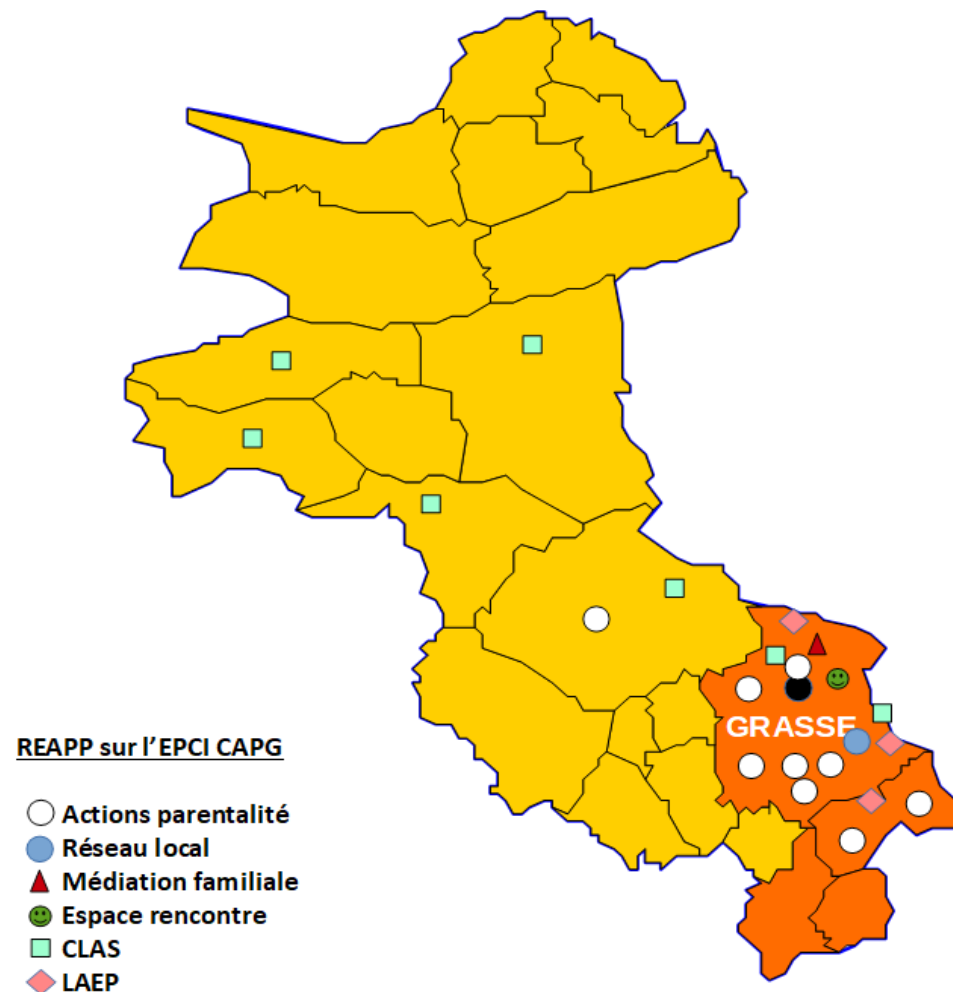 GRASSE
REAPP sur l’EPCI CAPG
Actions parentalité
Réseau local
Médiation familiale
Espace rencontre
CLAS
LAEP